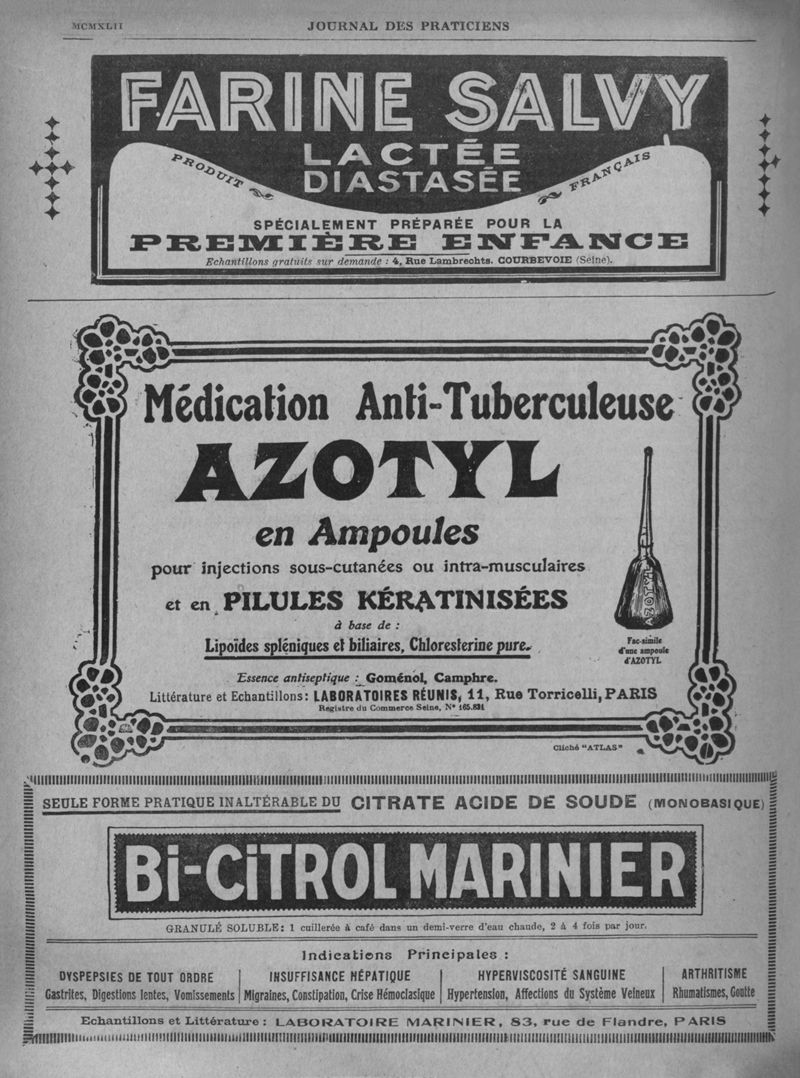 MCMXLII
JOURNAL DES PRATICIENS
FARINE SALVY
LACTÉE
DIASTASÉE
PRODUIT
FRANÇAIS
SPÉCIALEMENT PRÉPARÉE POUR LA
PREMIÈRE ENFANCE
Echantillons gratuits sur demande : 4, Rue Lambrechts. COURBEVOIE (Seine).
Médication Anti-Tuberculeuse
AZOTYL
en Ampoules
pour injections sous-cutanées ou intra-musculaires
et en PILULES KÉRATINISÉES
à base de :
Lipoïdes spléniques et biliaires, Chloresterine pure.
Essence antiseptique : Goménol, Camphre.
Littérature et Echantillons : LABORATOIRES RÉUNIS, 11, Rue Torricelli, PARIS
Registre du Commerce Seine, N° 165.831
AZOTYL
Fac-simile
d'une ampoule
d'AZOTYL
Cliché "ATLAS"
SEULE FORME PRATIQUE INALTÉRABLE DU CITRATE ACIDE DE SOUDE (MONOBASIQUE)
Bi-CiTROL MARINIER
GRANULÉ SOLUBLE : 1 cuillerée à café dans un demi-verre d'eau chaude, 2 à 4 fois par jour.
Indications Principales :
DYSPEPSIES DE TOUT ORDRE
Gastrites, Digestions lentes, Vomissements
INSUFFISANCE HÉPATIQUE
Migraines, Constipation, Crise Hémoclasique
HYPERVISCOSITÉ SANGUINE
Hypertension, Affections du Système Veineux
ARTHRITISME
Rhumatismes, Goutte
Echantillons et Littérature : LABORATOIRE MARINIER, 83, rue de Flandre, PARIS